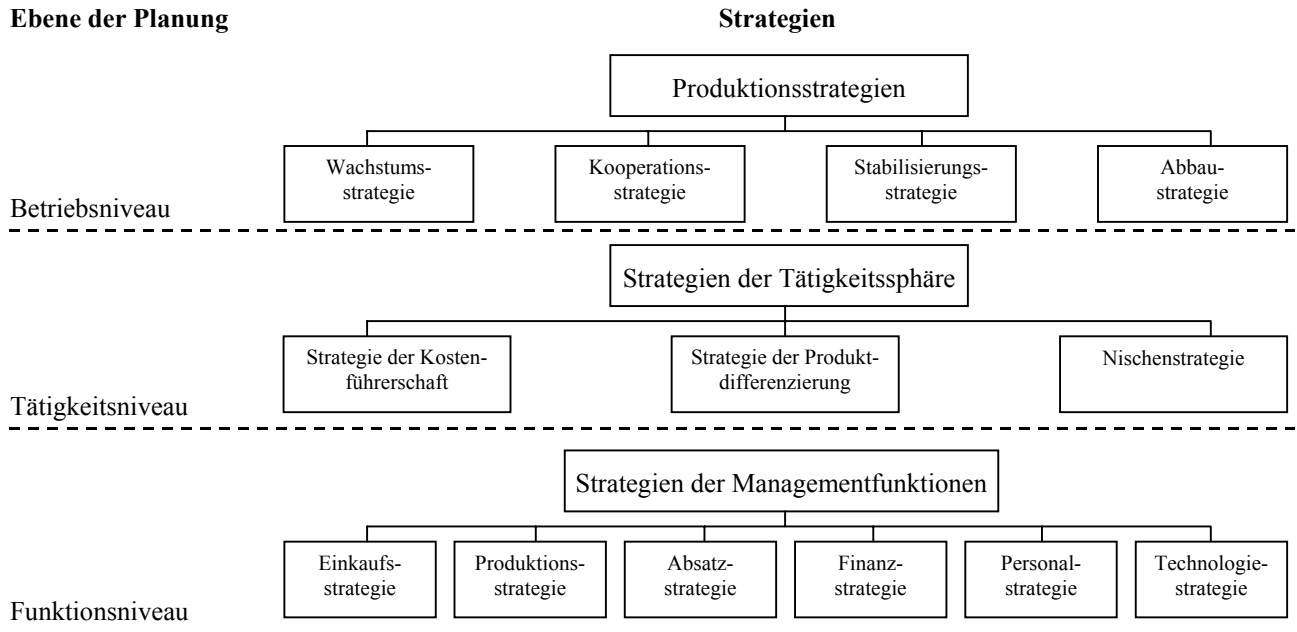 Ebene der Planung
Strategien
Produktionsstrategien
Wachstums-
strategie
Kooperations-
strategie
Stabilisierungs-
strategie
Abbau-
strategie
Betriebsniveau
Strategien der Tätigkeitssphäre
Strategie der Kosten-
führerschaft
Strategie der Produkt-
differenzierung
Nischenstrategie
Tätigkeitsniveau
Strategien der Managementfunktionen
Einkaufs-
strategie
Produktions-
strategie
Absatz-
strategie
Finanz-
strategie
Personal-
strategie
Technologie-
strategie
Funktionsniveau